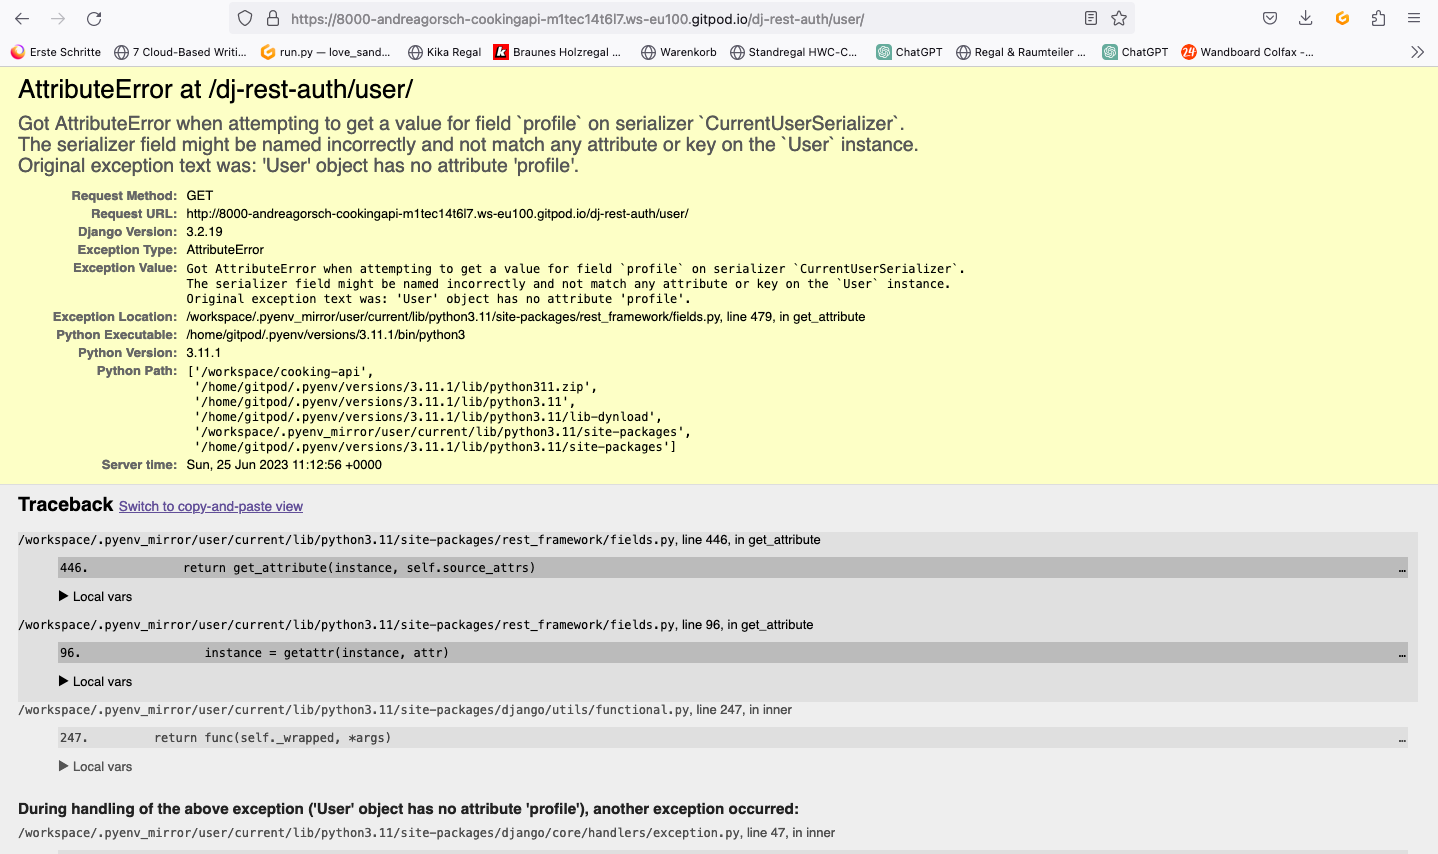 https://8000-andreagorsch-cookingapi-m1tec14t6l7.ws-eu100.gitpod.io/dj-rest-auth/user/
Erste Schritte 7 Cloud-Based Writi... run.py — love_sand... Kika Regal Braunes Holzregal ... Warenkorb Standregal HWC-C... ChatGPT Regal & Raumteiler ... ChatGPT 24 Wandboard Colfax -...
AttributeError at /dj-rest-auth/user/
Got AttributeError when attempting to get a value for field `profile` on serializer `CurrentUserSerializer`.
The serializer field might be named incorrectly and not match any attribute or key on the `User` instance.
Original exception text was: 'User' object has no attribute 'profile'.
Request Method: GET
Request URL: http://8000-andreagorsch-cookingapi-m1tec14t6l7.ws-eu100.gitpod.io/dj-rest-auth/user/
Django Version: 3.2.19
Exception Type: AttributeError
Exception Value: Got AttributeError when attempting to get a value for field `profile` on serializer `CurrentUserSerializer`.
The serializer field might be named incorrectly and not match any attribute or key on the `User` instance.
Original exception text was: 'User' object has no attribute 'profile'.
Exception Location: /workspace/.pyenv_mirror/user/current/lib/python3.11/site-packages/rest_framework/fields.py, line 479, in get_attribute
Python Executable: /home/gitpod/.pyenv/versions/3.11.1/bin/python3
Python Version: 3.11.1
Python Path: ['/workspace/cooking-api',
'/home/gitpod/.pyenv/versions/3.11.1/lib/python311.zip',
'/home/gitpod/.pyenv/versions/3.11.1/lib/python3.11',
'/home/gitpod/.pyenv/versions/3.11.1/lib/python3.11/lib-dynload',
'/workspace/.pyenv_mirror/user/current/lib/python3.11/site-packages',
'/home/gitpod/.pyenv/versions/3.11.1/lib/python3.11/site-packages']
Server time: Sun, 25 Jun 2023 11:12:56 +0000
Traceback Switch to copy-and-paste view
/workspace/.pyenv_mirror/user/current/lib/python3.11/site-packages/rest_framework/fields.py, line 446, in get_attribute
446. return get_attribute(instance, self.source_attrs) …
▶ Local vars
/workspace/.pyenv_mirror/user/current/lib/python3.11/site-packages/rest_framework/fields.py, line 96, in get_attribute
96. instance = getattr(instance, attr) …
▶ Local vars
/workspace/.pyenv_mirror/user/current/lib/python3.11/site-packages/django/utils/functional.py, line 247, in inner
247. return func(self._wrapped, *args) …
▶ Local vars
During handling of the above exception ('User' object has no attribute 'profile'), another exception occurred:
/workspace/.pyenv_mirror/user/current/lib/python3.11/site-packages/django/core/handlers/exception.py, line 47, in inner